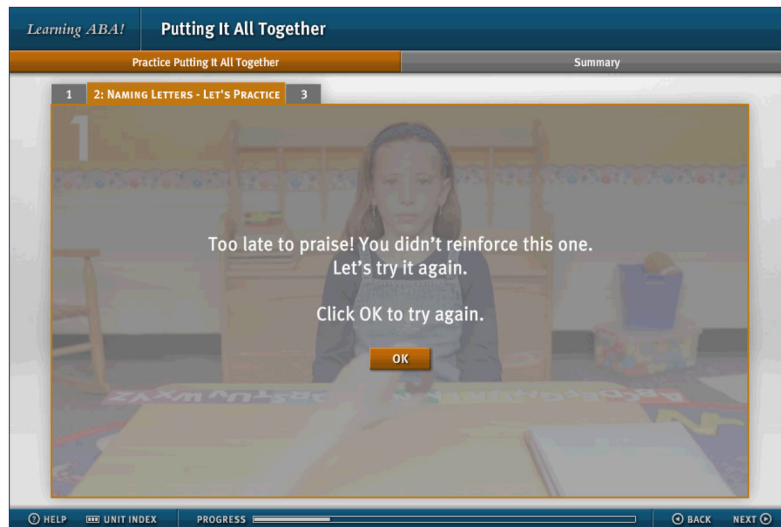 Learning ABA! Putting It All Together
Practice Putting It All Together Summary
1 2: NAMING LETTERS - LET'S PRACTICE 3
1
Too late to praise! You didn't reinforce this one.
Let's try it again.
Click OK to try again.
OK
HELP UNIT INDEX PROGRESS BACK NEXT